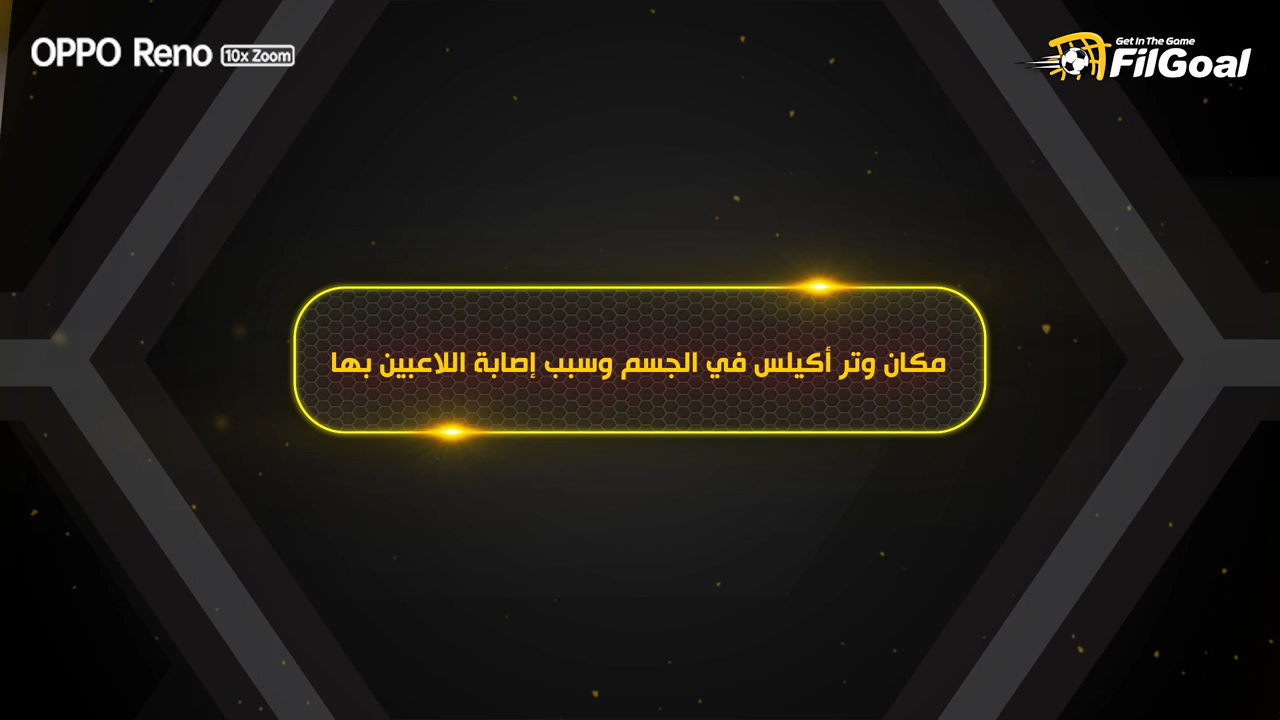 OPPO Reno 10x Zoom
Get In The Game
FilGoal
مكان وتر أكيلس في الجسم وسبب إصابة اللاعبين بها